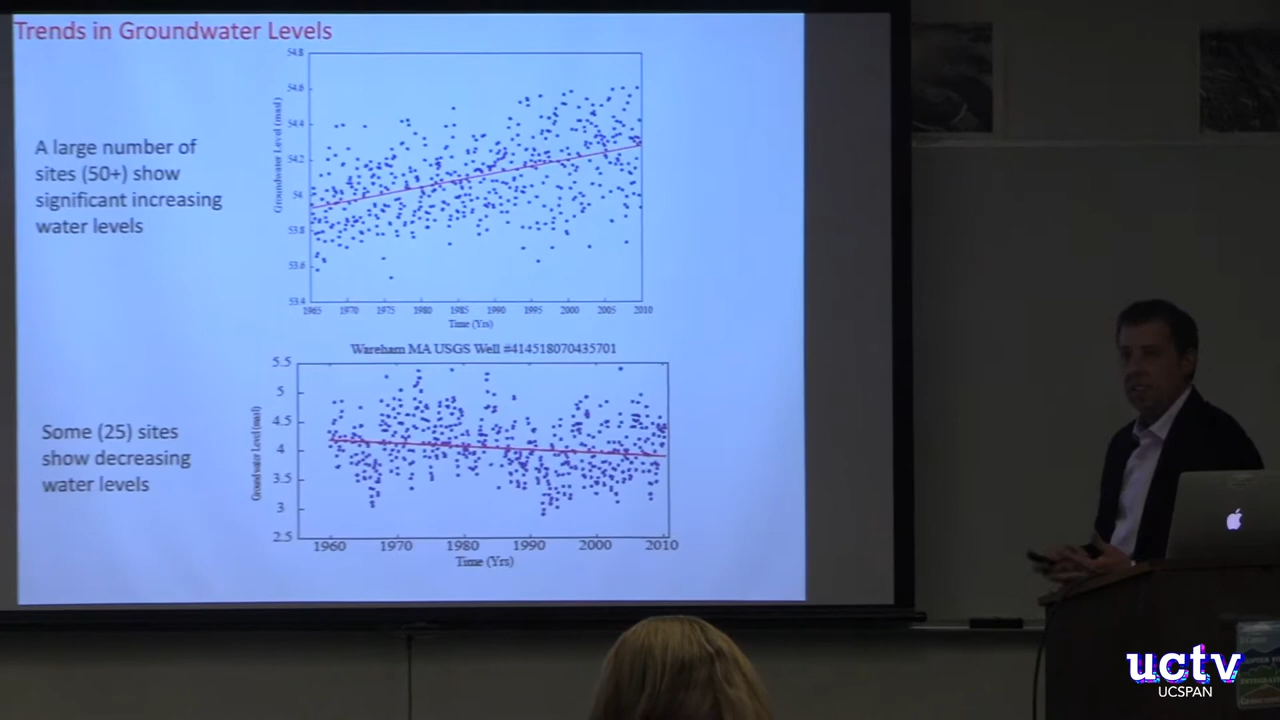 Trends in Groundwater Levels
A large number of
sites (50+) show
significant increasing
water levels
54.8
54.6
54.4
54.2
54
53.8
53.6
53.4
Groundwater Level (masl)
1965 1970 1975 1980 1985 1990 1995 2000 2005 2010
Time (Yrs)
Some (25) sites
show decreasing
water levels
Wareham MA USGS Well #414518070435701
5.5
5
4.5
4
3.5
3
2.5
Groundwater Level (masl)
1960 1970 1980 1990 2000 2010
Time (Yrs)
uctv
UCSPAN